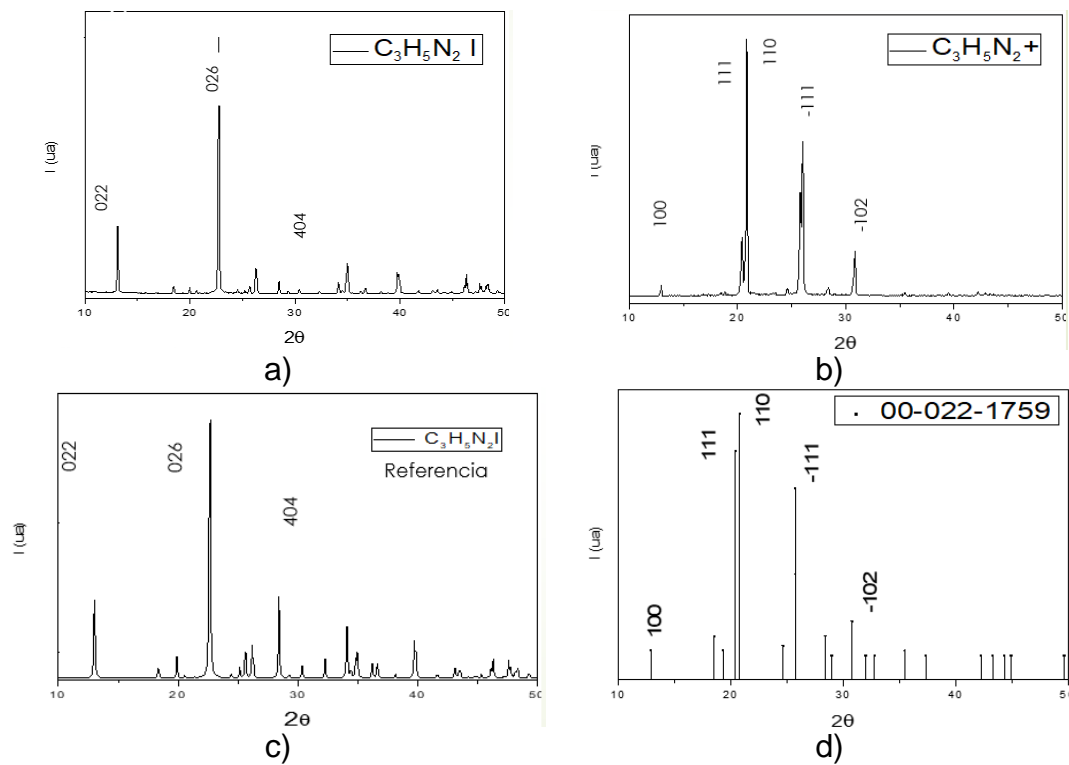 C₃H₅N₂ I
026
022
404
I (ua)
10 20 30 40 50
2θ
a)
C₃H₅N₂+
111
110
-111
100
-102
I (ua)
10 20 30 40 50
2θ
b)
C₃H₅N₂I
Referencia
022
026
404
I (ua)
10 20 30 40 50
2θ
c)
00-022-1759
110
111
-111
-102
100
I (ua)
10 20 30 40 50
2θ
d)